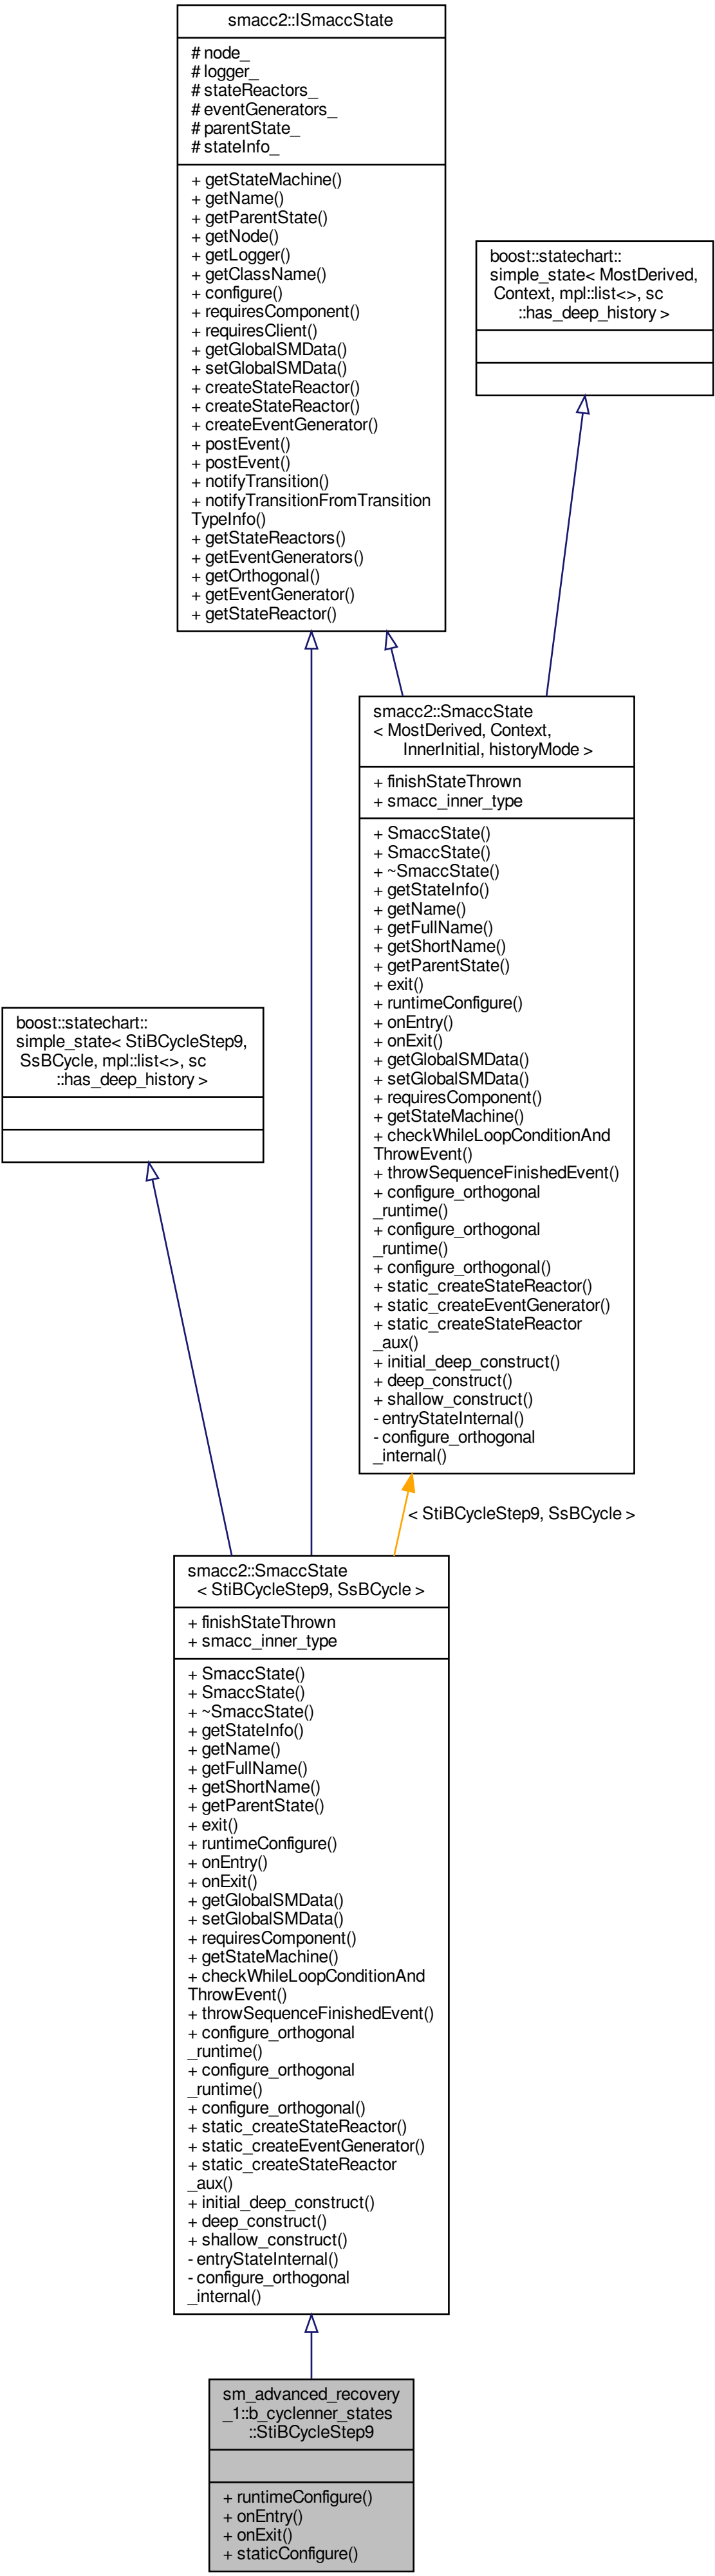 smacc2::ISmaccState
# node_
# logger_
# stateReactors_
# eventGenerators_
# parentState_
# stateInfo_
+ getStateMachine()
+ getName()
+ getParentState()
+ getNode()
+ getLogger()
+ getClassName()
+ configure()
+ requiresComponent()
+ requiresClient()
+ getGlobalSMData()
+ setGlobalSMData()
+ createStateReactor()
+ createStateReactor()
+ createEventGenerator()
+ postEvent()
+ postEvent()
+ notifyTransition()
+ notifyTransitionFromTransition
TypeInfo()
+ getStateReactors()
+ getEventGenerators()
+ getOrthogonal()
+ getEventGenerator()
+ getStateReactor()
boost::statechart::
simple_state< MostDerived,
Context, mpl::list<>, sc
::has_deep_history >
smacc2::SmaccState
< MostDerived, Context,
InnerInitial, historyMode >
+ finishStateThrown
+ smacc_inner_type
+ SmaccState()
+ SmaccState()
+ ~SmaccState()
+ getStateInfo()
+ getName()
+ getFullName()
+ getShortName()
+ getParentState()
+ exit()
+ runtimeConfigure()
+ onEntry()
+ onExit()
+ getGlobalSMData()
+ setGlobalSMData()
+ requiresComponent()
+ getStateMachine()
+ checkWhileLoopConditionAnd
ThrowEvent()
+ throwSequenceFinishedEvent()
+ configure_orthogonal
_runtime()
+ configure_orthogonal
_runtime()
+ configure_orthogonal()
+ static_createStateReactor()
+ static_createEventGenerator()
+ static_createStateReactor
_aux()
+ initial_deep_construct()
+ deep_construct()
+ shallow_construct()
- entryStateInternal()
- configure_orthogonal
_internal()
boost::statechart::
simple_state< StiBCycleStep9,
SsBCycle, mpl::list<>, sc
::has_deep_history >
< StiBCycleStep9, SsBCycle >
smacc2::SmaccState
< StiBCycleStep9, SsBCycle >
+ finishStateThrown
+ smacc_inner_type
+ SmaccState()
+ SmaccState()
+ ~SmaccState()
+ getStateInfo()
+ getName()
+ getFullName()
+ getShortName()
+ getParentState()
+ exit()
+ runtimeConfigure()
+ onEntry()
+ onExit()
+ getGlobalSMData()
+ setGlobalSMData()
+ requiresComponent()
+ getStateMachine()
+ checkWhileLoopConditionAnd
ThrowEvent()
+ throwSequenceFinishedEvent()
+ configure_orthogonal
_runtime()
+ configure_orthogonal
_runtime()
+ configure_orthogonal()
+ static_createStateReactor()
+ static_createEventGenerator()
+ static_createStateReactor
_aux()
+ initial_deep_construct()
+ deep_construct()
+ shallow_construct()
- entryStateInternal()
- configure_orthogonal
_internal()
sm_advanced_recovery
_1::b_cyclenner_states
::StiBCycleStep9
+ runtimeConfigure()
+ onEntry()
+ onExit()
+ staticConfigure()